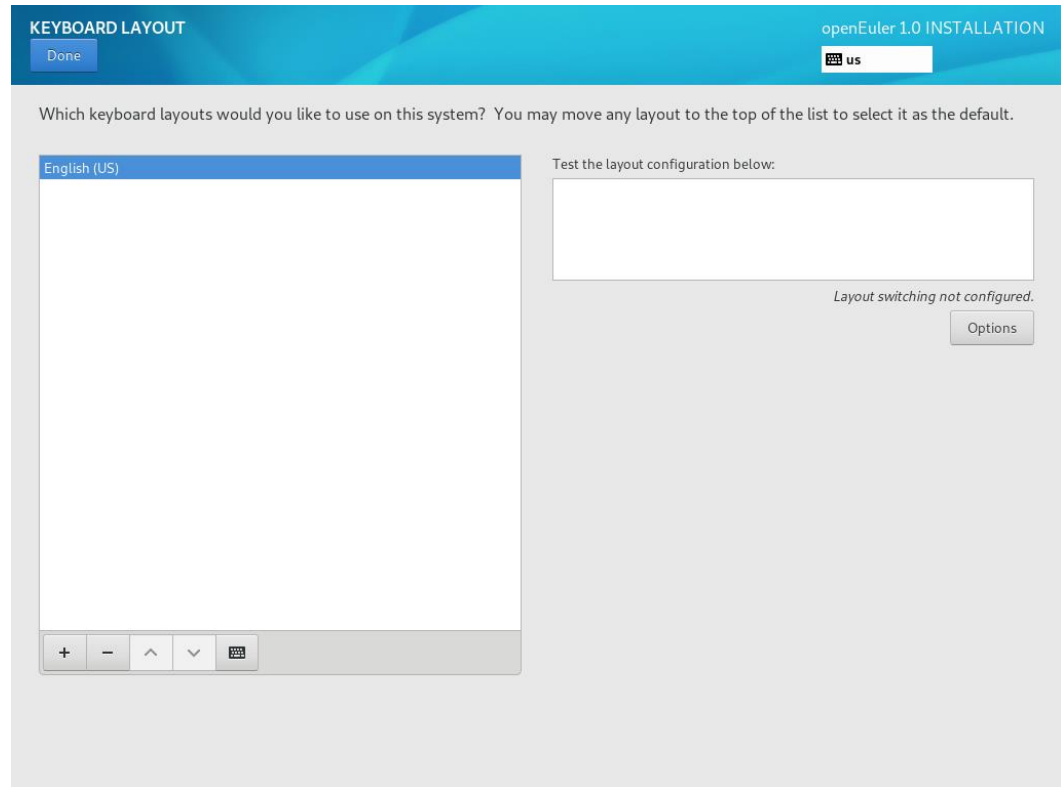 KEYBOARD LAYOUT
openEuler 1.0 INSTALLATION
Done
us
Which keyboard layouts would you like to use on this system? You may move any layout to the top of the list to select it as the default.
English (US)
Test the layout configuration below:
Layout switching not configured.
Options